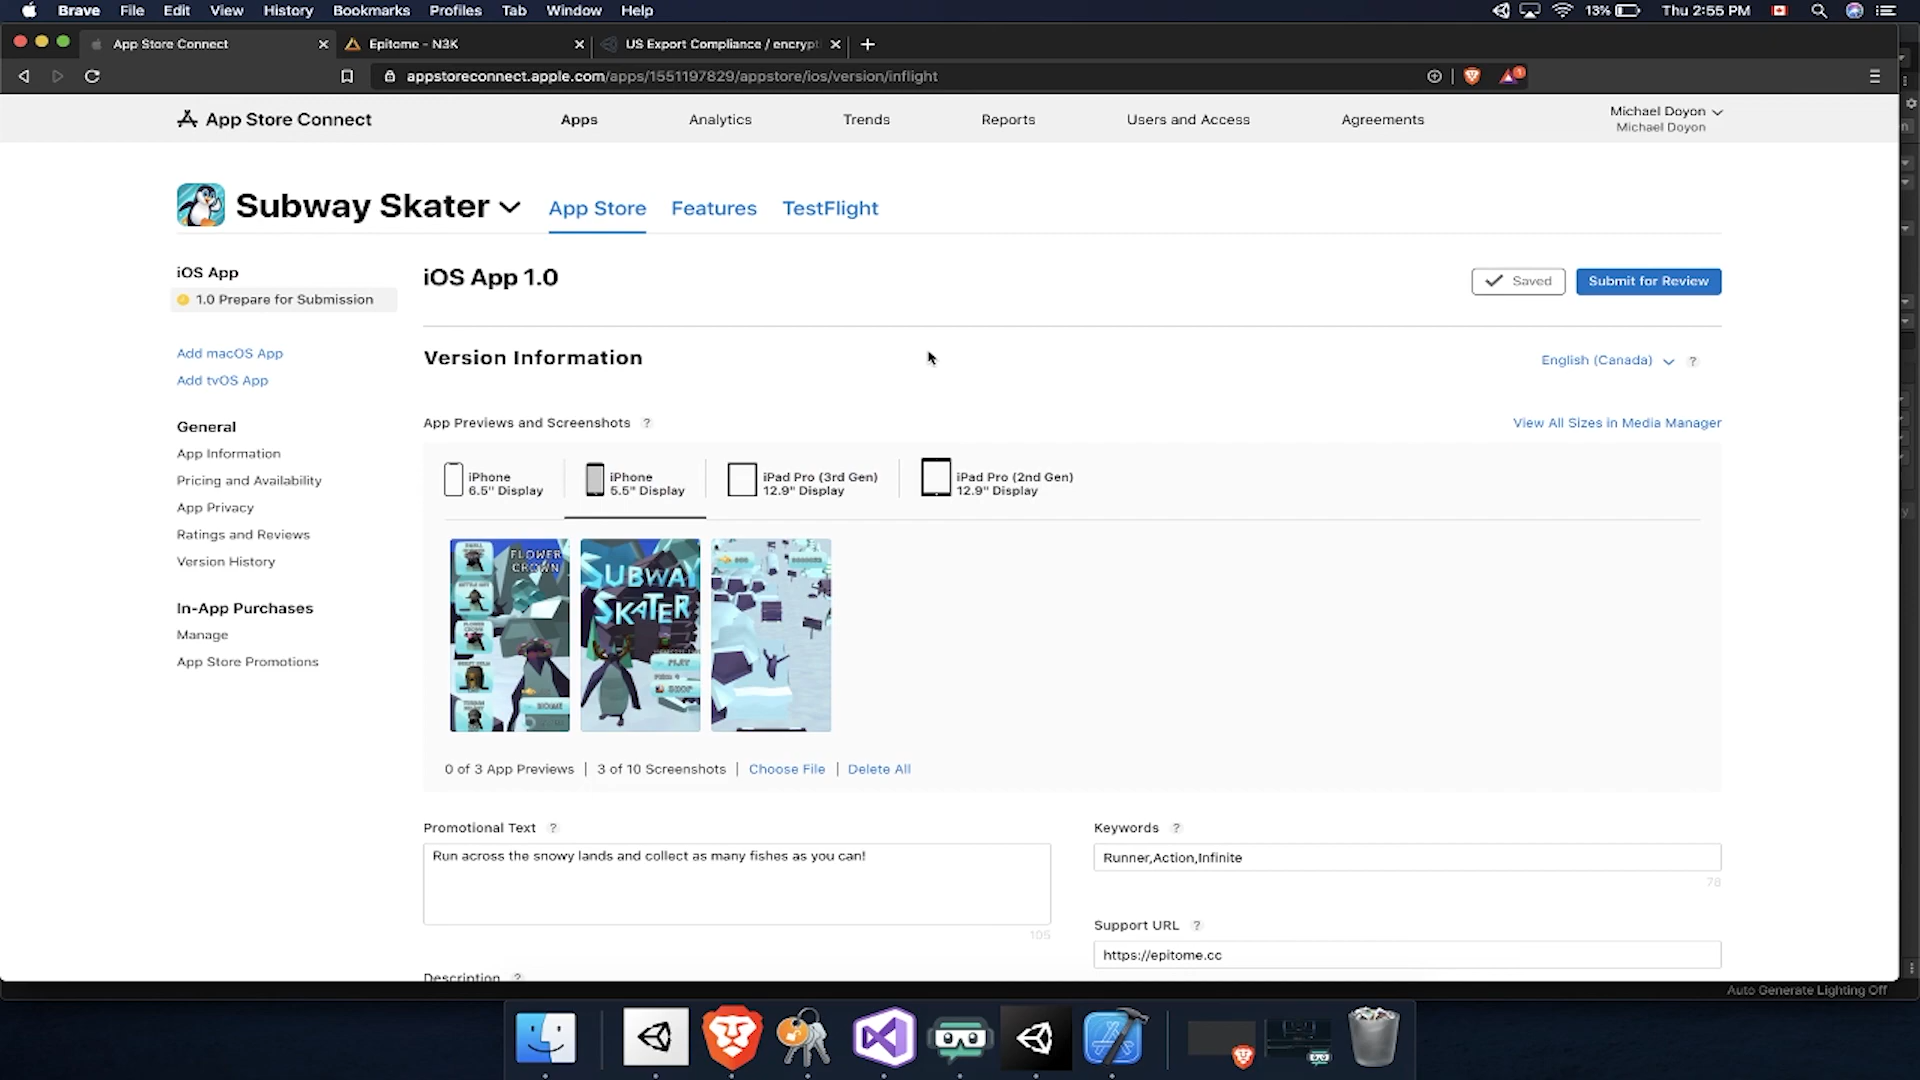 Brave File Edit View History Bookmarks Profiles Tab Window Help
13% Thu 2:55 PM
App Store Connect
Epitome - N3K
US Export Compliance / encrypt
appstoreconnect.apple.com/apps/1551197829/appstore/ios/version/inflight
1
App Store Connect
Apps Analytics Trends Reports Users and Access Agreements
Michael Doyon
Michael Doyon
Subway Skater
App Store Features TestFlight
iOS App
1.0 Prepare for Submission
Add macOS App
Add tvOS App
General
App Information
Pricing and Availability
App Privacy
Ratings and Reviews
Version History
In-App Purchases
Manage
App Store Promotions
iOS App 1.0
Saved
Submit for Review
Version Information
English (Canada) ?
App Previews and Screenshots ?
View All Sizes in Media Manager
iPhone
6.5" Display
iPhone
5.5" Display
iPad Pro (3rd Gen)
12.9" Display
iPad Pro (2nd Gen)
12.9" Display
FLOWER
CROWN
HOME
SUBWAY
SKATER
PLAY
SHOP
0 of 3 App Previews | 3 of 10 Screenshots | Choose File | Delete All
Promotional Text ?
Run across the snowy lands and collect as many fishes as you can!
105
Keywords ?
Runner,Action,Infinite
78
Support URL ?
https://epitome.cc
Description ?
Auto Generate Lighting Off